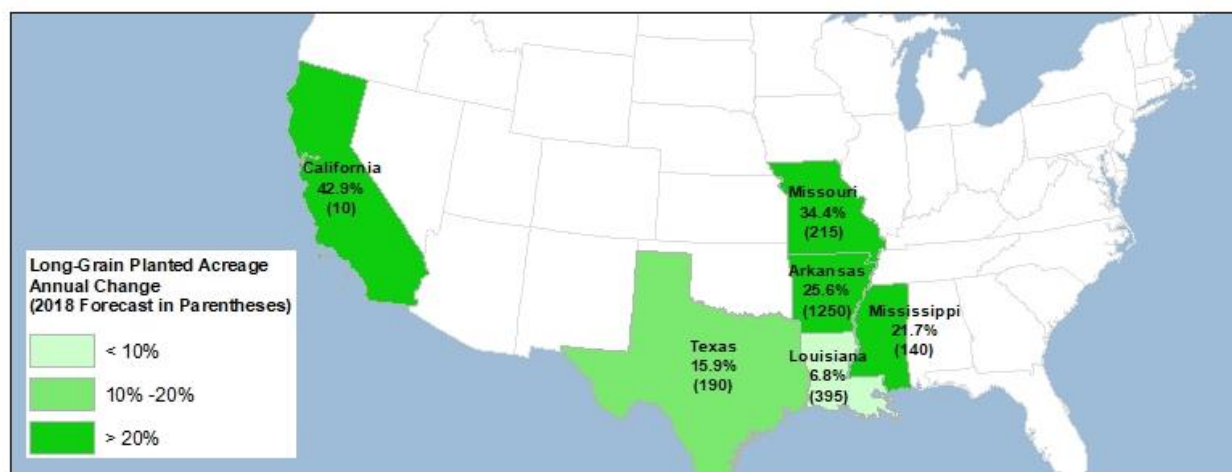 California
42.9%
(10)
Missouri
34.4%
(215)
Arkansas
25.6%
(1250)
Mississippi
21.7%
(140)
Texas
15.9%
(190)
Louisiana
6.8%
(395)
Long-Grain Planted Acreage
Annual Change
(2018 Forecast in Parentheses)
< 10%
10% -20%
> 20%